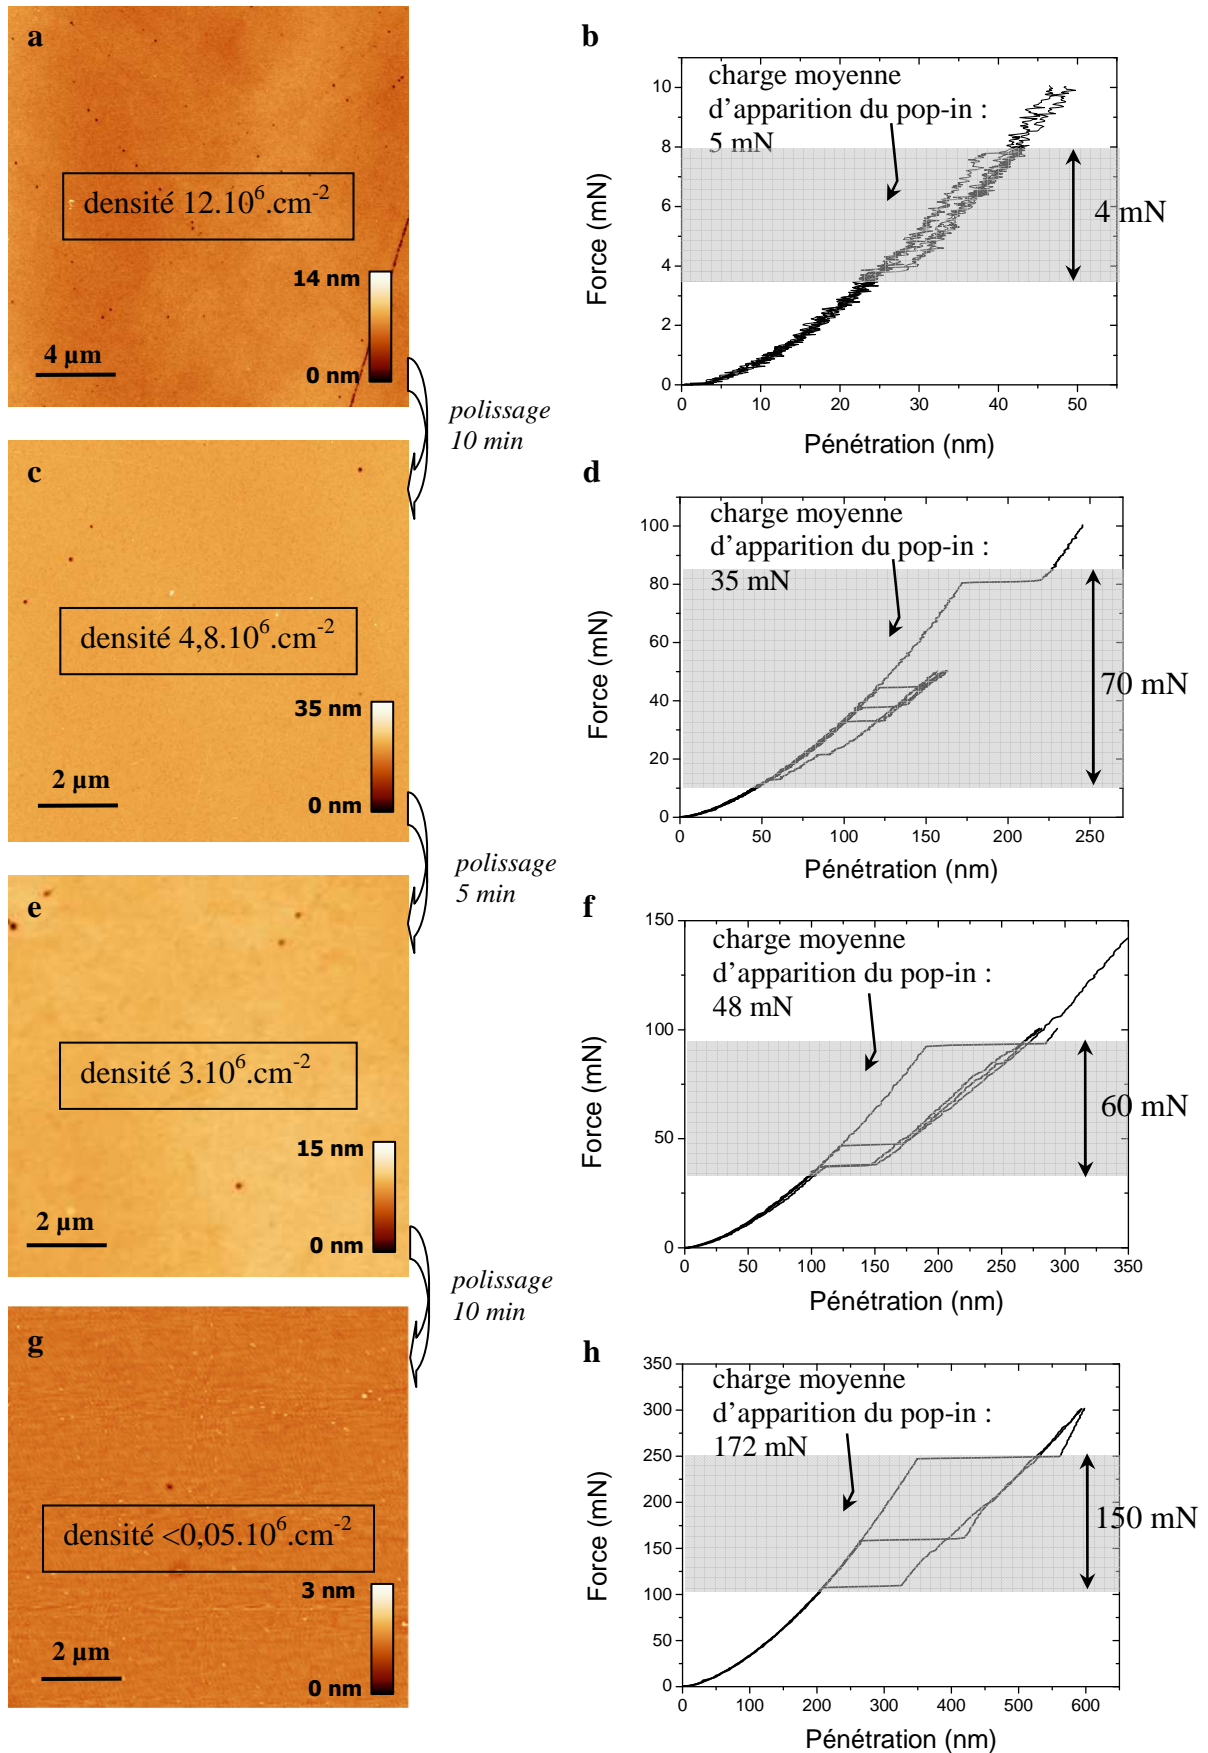 a
densité 12.10⁶.cm⁻²
14 nm
0 nm
4 µm
b
charge moyenne
d'apparition du pop-in :
5 mN
4 mN
Force (mN)
10
8
6
4
2
0
0 10 20 30 40 50
Pénétration (nm)
polissage
10 min
c
densité 4,8.10⁶.cm⁻²
35 nm
0 nm
2 µm
d
charge moyenne
d'apparition du pop-in :
35 mN
70 mN
Force (mN)
100
80
60
40
20
0
0 50 100 150 200 250
Pénétration (nm)
polissage
5 min
e
densité 3.10⁶.cm⁻²
15 nm
0 nm
2 µm
f
charge moyenne
d'apparition du pop-in :
48 mN
60 mN
Force (mN)
150
100
50
0
0 50 100 150 200 250 300 350
Pénétration (nm)
polissage
10 min
g
densité <0,05.10⁶.cm⁻²
3 nm
0 nm
2 µm
h
charge moyenne
d'apparition du pop-in :
172 mN
150 mN
Force (mN)
350
300
250
200
150
100
50
0
0 100 200 300 400 500 600
Pénétration (nm)